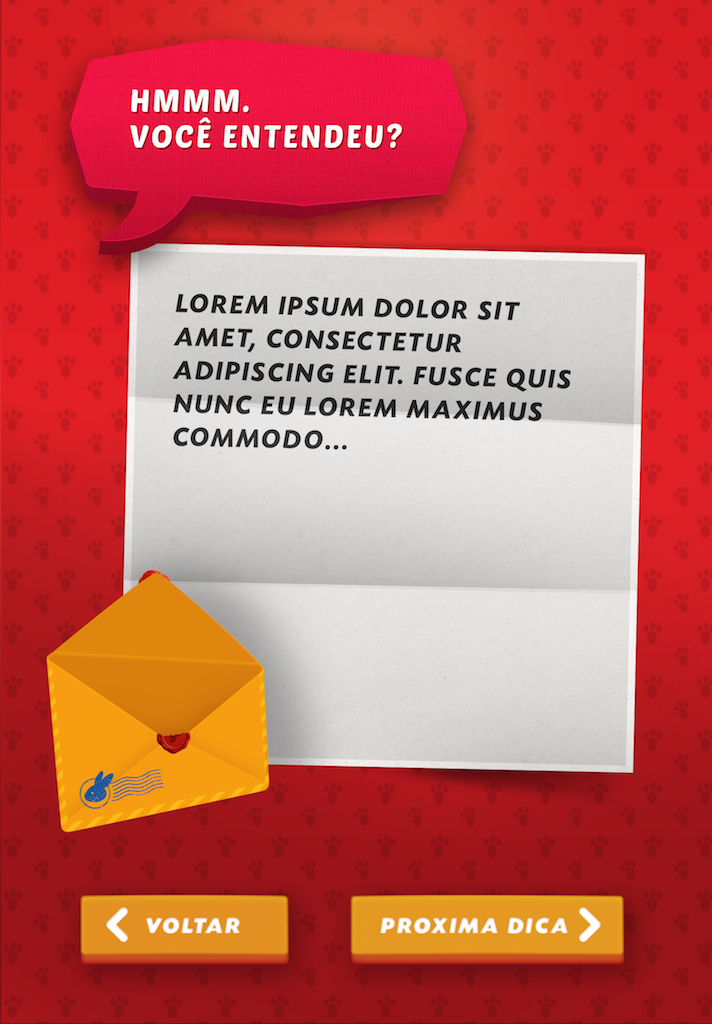 HMMM.
VOCÊ ENTENDEU?
LOREM IPSUM DOLOR SIT
AMET, CONSECTETUR
ADIPISCING ELIT. FUSCE QUIS
NUNC EU LOREM MAXIMUS
COMMODO...
VOLTAR
PROXIMA DICA